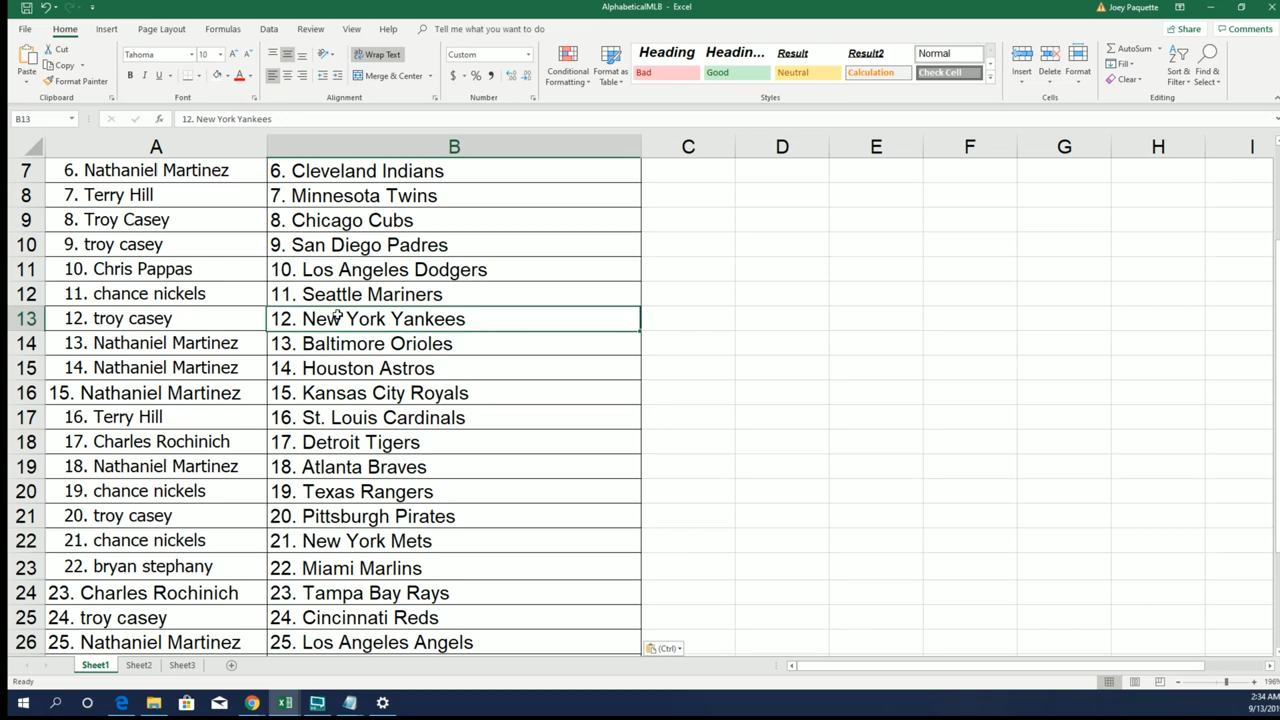 AlphabeticalMLB - Excel
Joey Paquette
File Home Insert Page Layout Formulas Data Review View Help Tell me what you want to do Share Comments
Paste Cut Copy Format Painter
Clipboard
Tahoma 10
B I U
Font
Wrap Text
Merge & Center
Alignment
Custom
$ % ,
Number
Conditional Formatting Format as Table
Heading Headin... Result Result2 Normal
Bad Good Neutral Calculation Check Cell
Styles
Insert Delete Format
Cells
AutoSum Fill Clear
Sort & Filter Find & Select
Editing
B13 fx 12. New York Yankees
A B C D E F G H I
7 6. Nathaniel Martinez 6. Cleveland Indians
8 7. Terry Hill 7. Minnesota Twins
9 8. Troy Casey 8. Chicago Cubs
10 9. troy casey 9. San Diego Padres
11 10. Chris Pappas 10. Los Angeles Dodgers
12 11. chance nickels 11. Seattle Mariners
13 12. troy casey 12. New York Yankees
14 13. Nathaniel Martinez 13. Baltimore Orioles
15 14. Nathaniel Martinez 14. Houston Astros
16 15. Nathaniel Martinez 15. Kansas City Royals
17 16. Terry Hill 16. St. Louis Cardinals
18 17. Charles Rochinich 17. Detroit Tigers
19 18. Nathaniel Martinez 18. Atlanta Braves
20 19. chance nickels 19. Texas Rangers
21 20. troy casey 20. Pittsburgh Pirates
22 21. chance nickels 21. New York Mets
23 22. bryan stephany 22. Miami Marlins
24 23. Charles Rochinich 23. Tampa Bay Rays
25 24. troy casey 24. Cincinnati Reds
26 25. Nathaniel Martinez 25. Los Angeles Angels
(Ctrl)
Sheet1 Sheet2 Sheet3
Ready
2:34 AM